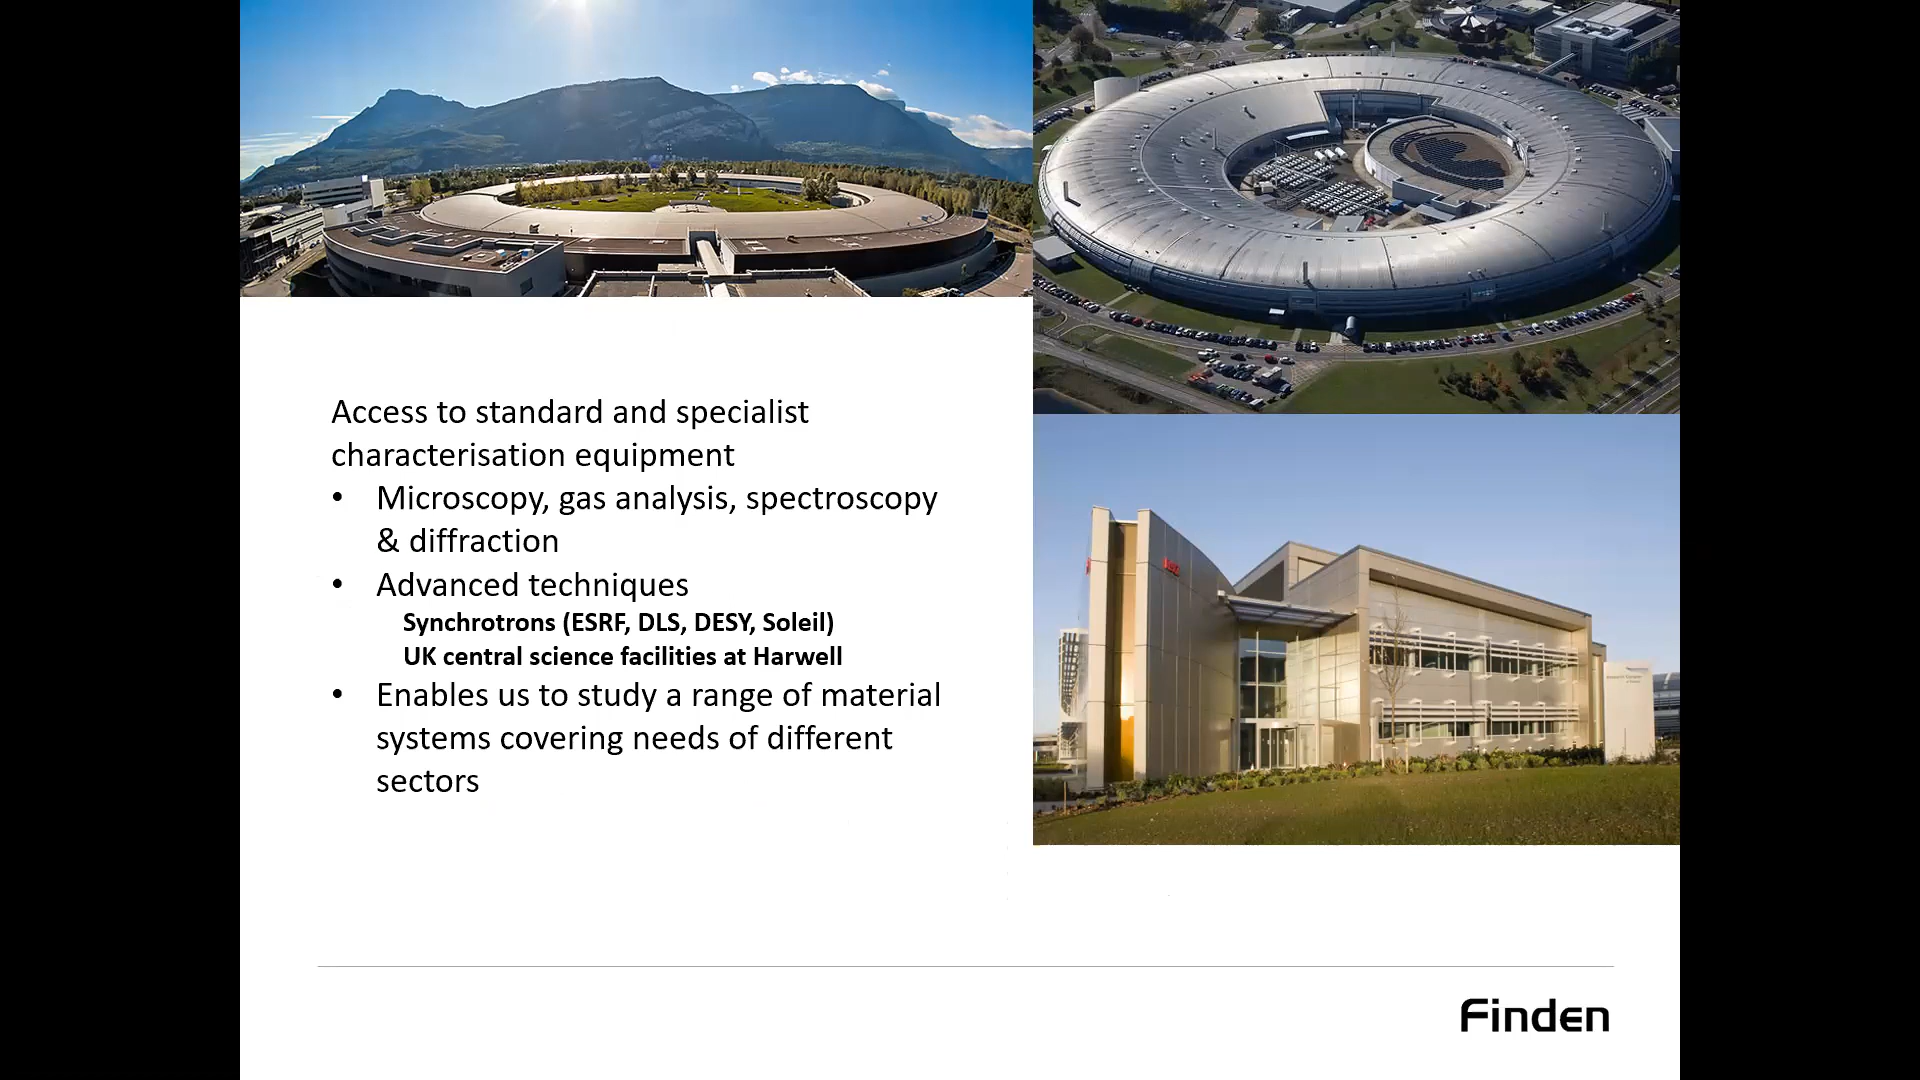 Access to standard and specialist
characterisation equipment
• Microscopy, gas analysis, spectroscopy
& diffraction
• Advanced techniques
Synchrotrons (ESRF, DLS, DESY, Soleil)
UK central science facilities at Harwell
• Enables us to study a range of material
systems covering needs of different
sectors
Finden